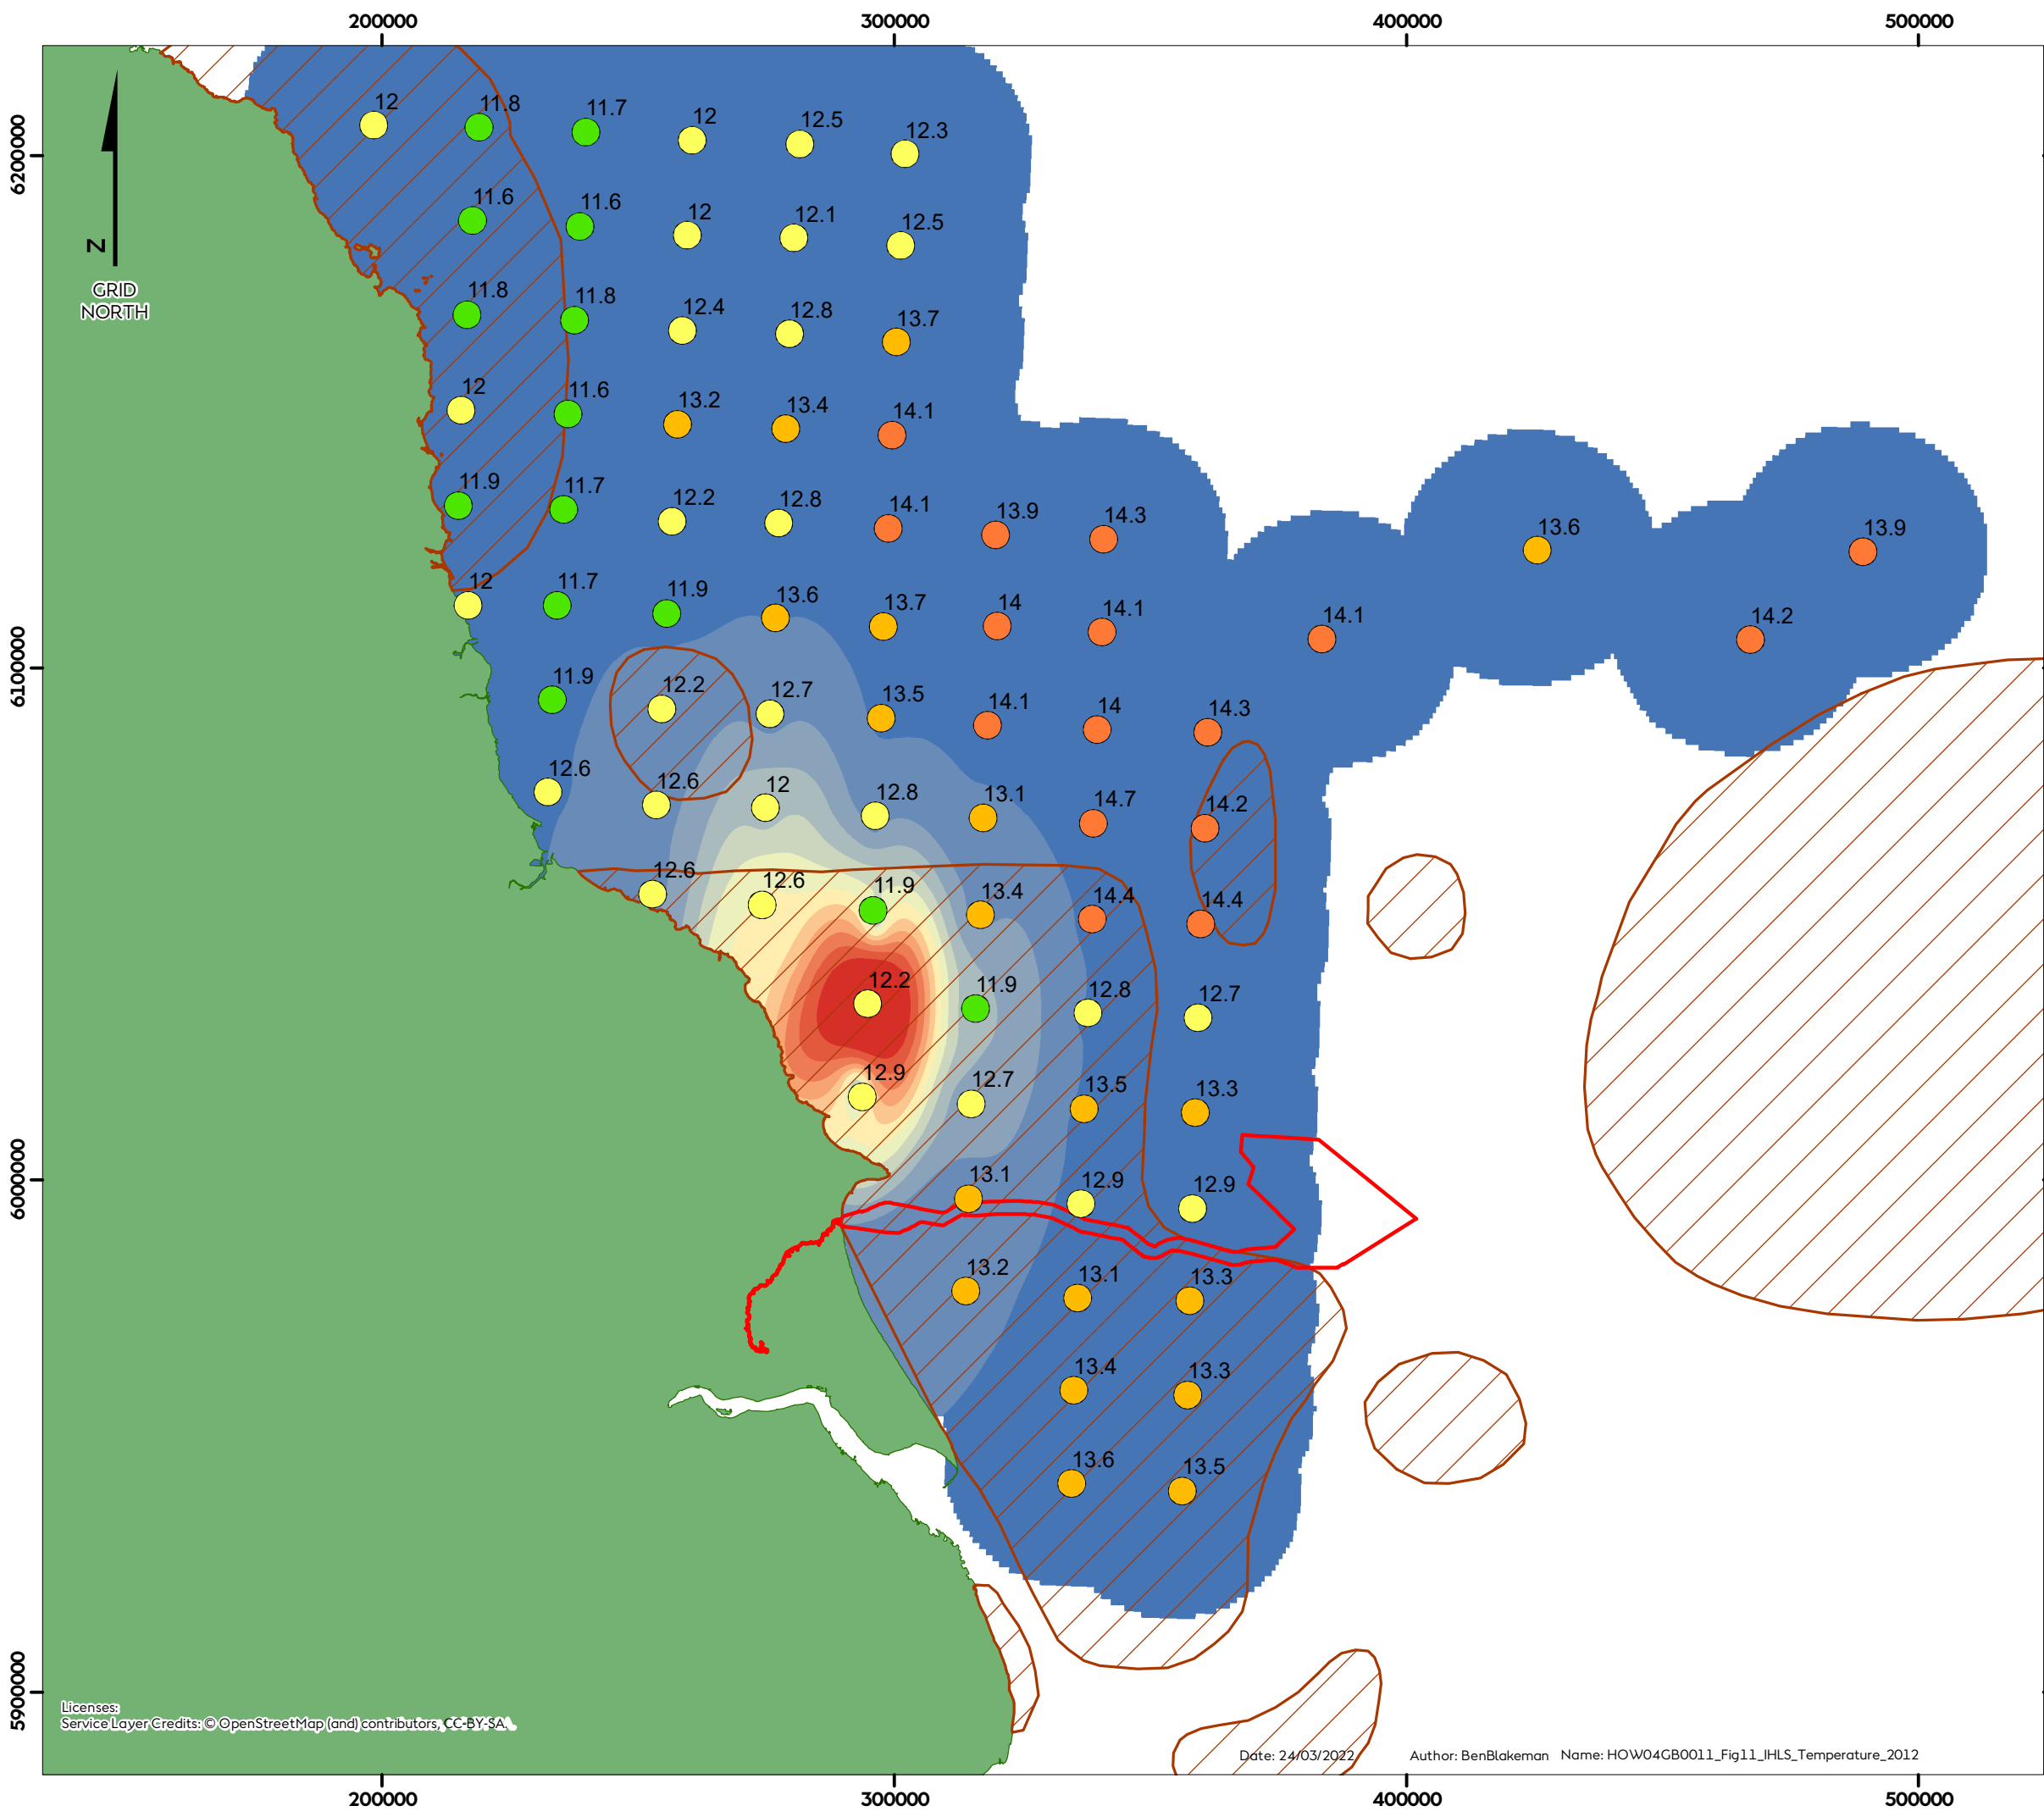 200000 300000 400000 500000
6200000
6100000
6000000
5900000
N
GRID
NORTH
12 11.8 11.7 12 12.5 12.3
11.6 11.6 12 12.1 12.5
11.8 11.8 12.4 12.8 13.7
12 11.6 13.2 13.4 14.1
11.9 11.7 12.2 12.8 14.1 13.9 14.3 13.6 13.9
12 11.7 11.9 13.6 13.7 14 14.1 14.1 14.2
11.9 12.2 12.7 13.5 14.1 14 14.3
12.6 12.6 12 12.8 13.1 14.7 14.2
12.6 12.6 11.9 13.4 14.4 14.4
12.2 11.9 12.8 12.7
12.9 12.7 13.5 13.3
13.1 12.9 12.9
13.2 13.1 13.3
13.4 13.3
13.6 13.5
Licenses:
Service Layer Credits: © OpenStreetMap (and) contributors, CC-BY-SA.
Date: 24/03/2022 Author: BenBlakeman Name: HOW04GB0011_Fig11_IHLS_Temperature_2012
200000 300000 400000 500000